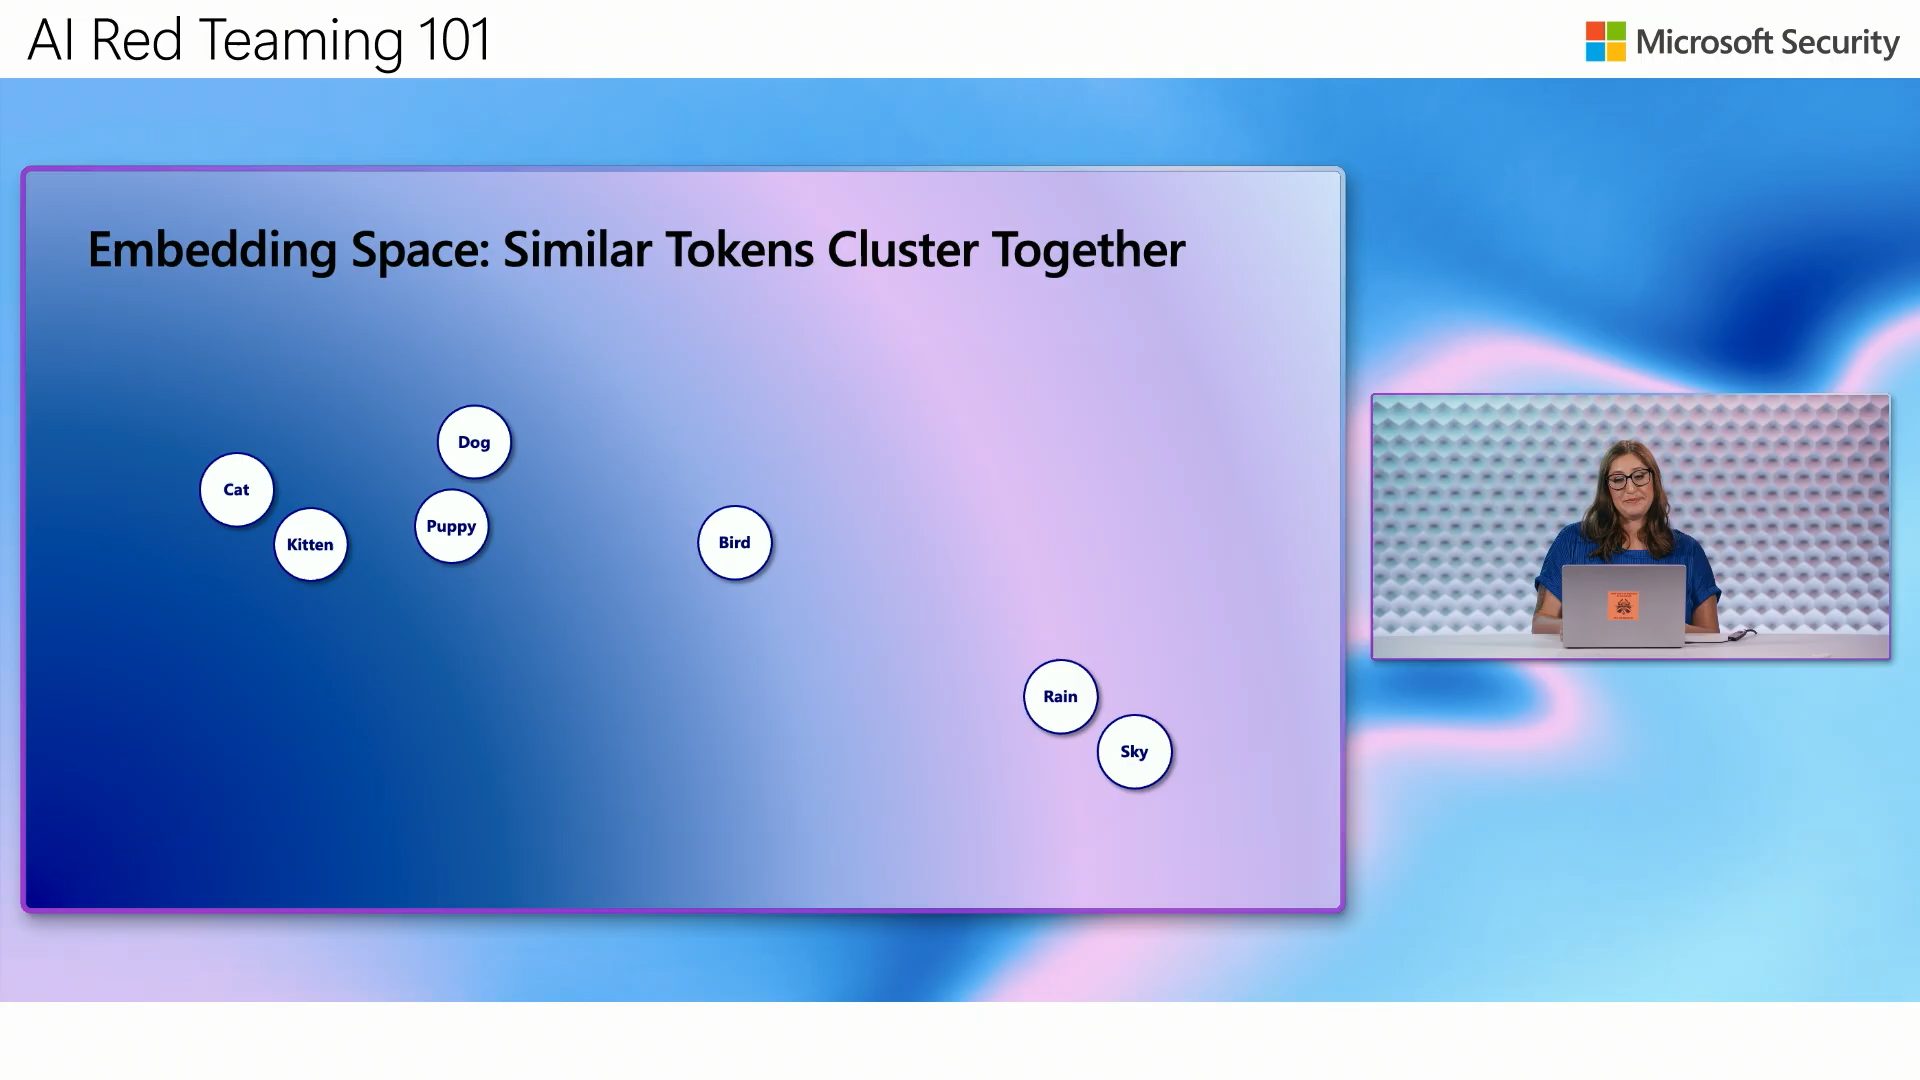 AI Red Teaming 101
Microsoft Security
Embedding Space: Similar Tokens Cluster Together
Dog
Cat
Puppy
Kitten
Bird
Rain
Sky